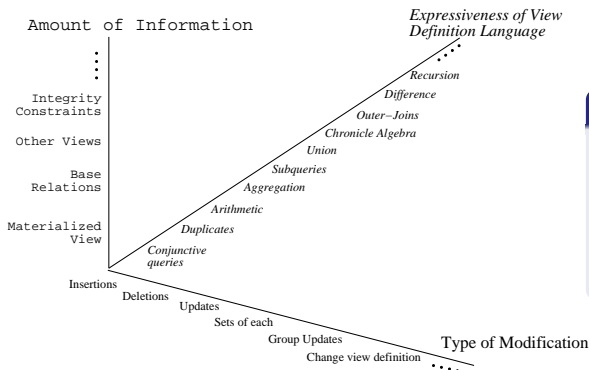 Amount of Information
Expressiveness of View
Definition Language
Recursion
Difference
Outer−Joins
Chronicle Algebra
Union
Subqueries
Aggregation
Arithmetic
Duplicates
Conjunctive
queries
Integrity
Constraints
Other Views
Base
Relations
Materialized
View
Insertions
Deletions
Updates
Sets of each
Group Updates
Change view definition
Type of Modification